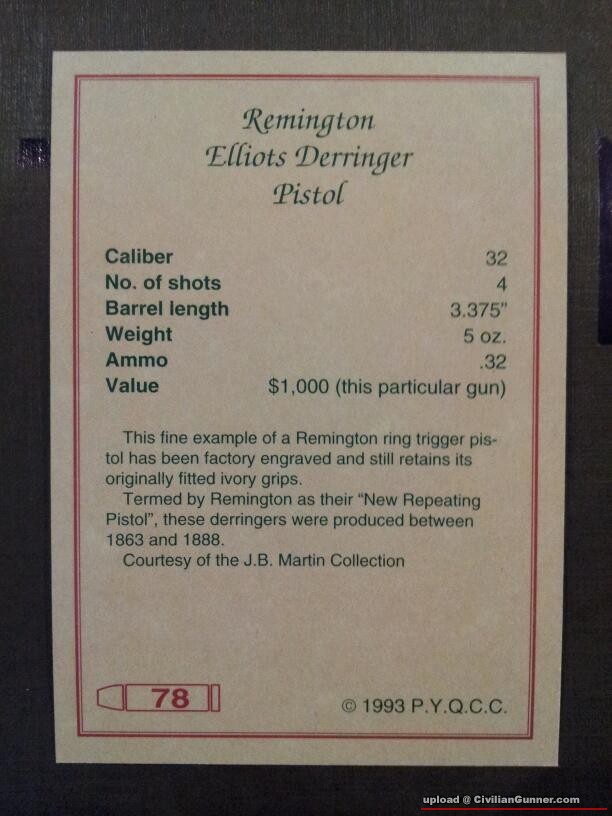 Remington
Elliots Derringer
Pistol
Caliber 32
No. of shots 4
Barrel length 3.375”
Weight 5 oz.
Ammo .32
Value $1,000 (this particular gun)
This fine example of a Remington ring trigger pis-
tol has been factory engraved and still retains its
originally fitted ivory grips.
Termed by Remington as their “New Repeating
Pistol”, these derringers were produced between
1863 and 1888.
Courtesy of the J.B. Martin Collection
78 © 1993 P.Y.Q.C.C.
upload @ CivilianGunner.com